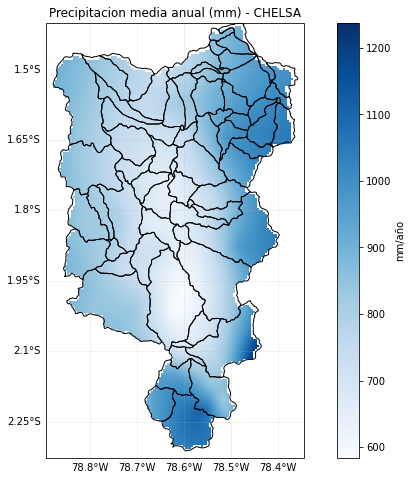 Precipitacion media anual (mm) - CHELSA
1.5°S
1.65°S
1.8°S
1.95°S
2.1°S
2.25°S
78.8°W 78.7°W 78.6°W 78.5°W 78.4°W
1200
1100
1000
900
800
700
600
mm/año